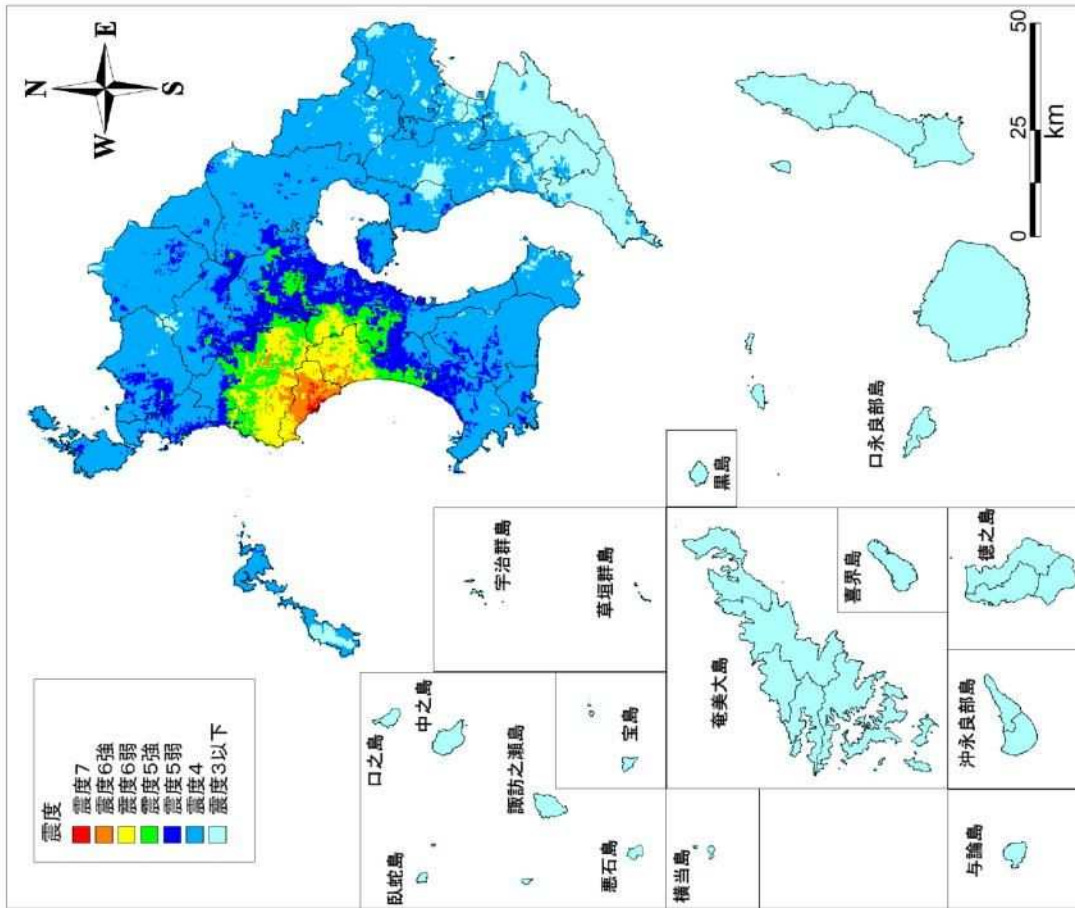 N
W
E
S
震度
震度7
震度6強
震度6弱
震度5強
震度5弱
震度4
震度3以下
臥蛇島
口之島
中之島
諏訪之瀬島
悪石島
宝島
横当島
宇治群島
草垣群島
黒島
奄美大島
喜界島
徳之島
沖永良部島
与論島
口永良部島
0
25
50
km